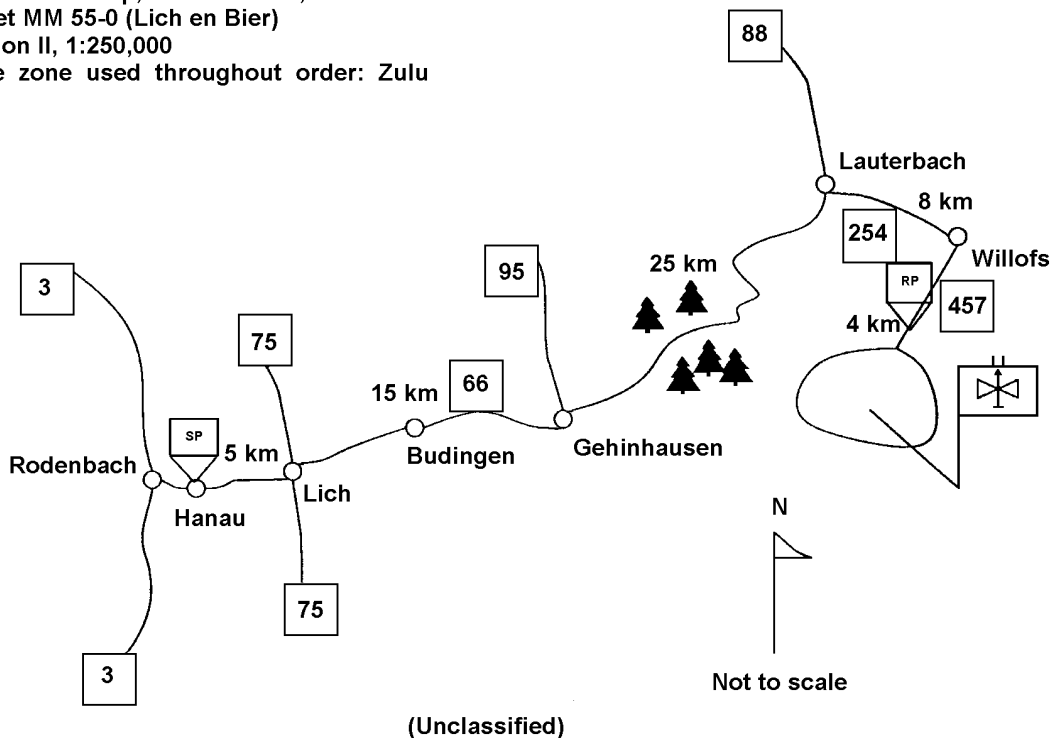 et MM 55-0 (Lich en Bier)
on II, 1:250,000
e zone used throughout order: Zulu
88
Lauterbach
8 km
254
Willofs
RP
457
4 km
95
25 km
3
75
66
15 km
SP
5 km
Rodenbach
Budingen
Gehinhausen
Lich
Hanau
N
75
3
Not to scale
(Unclassified)